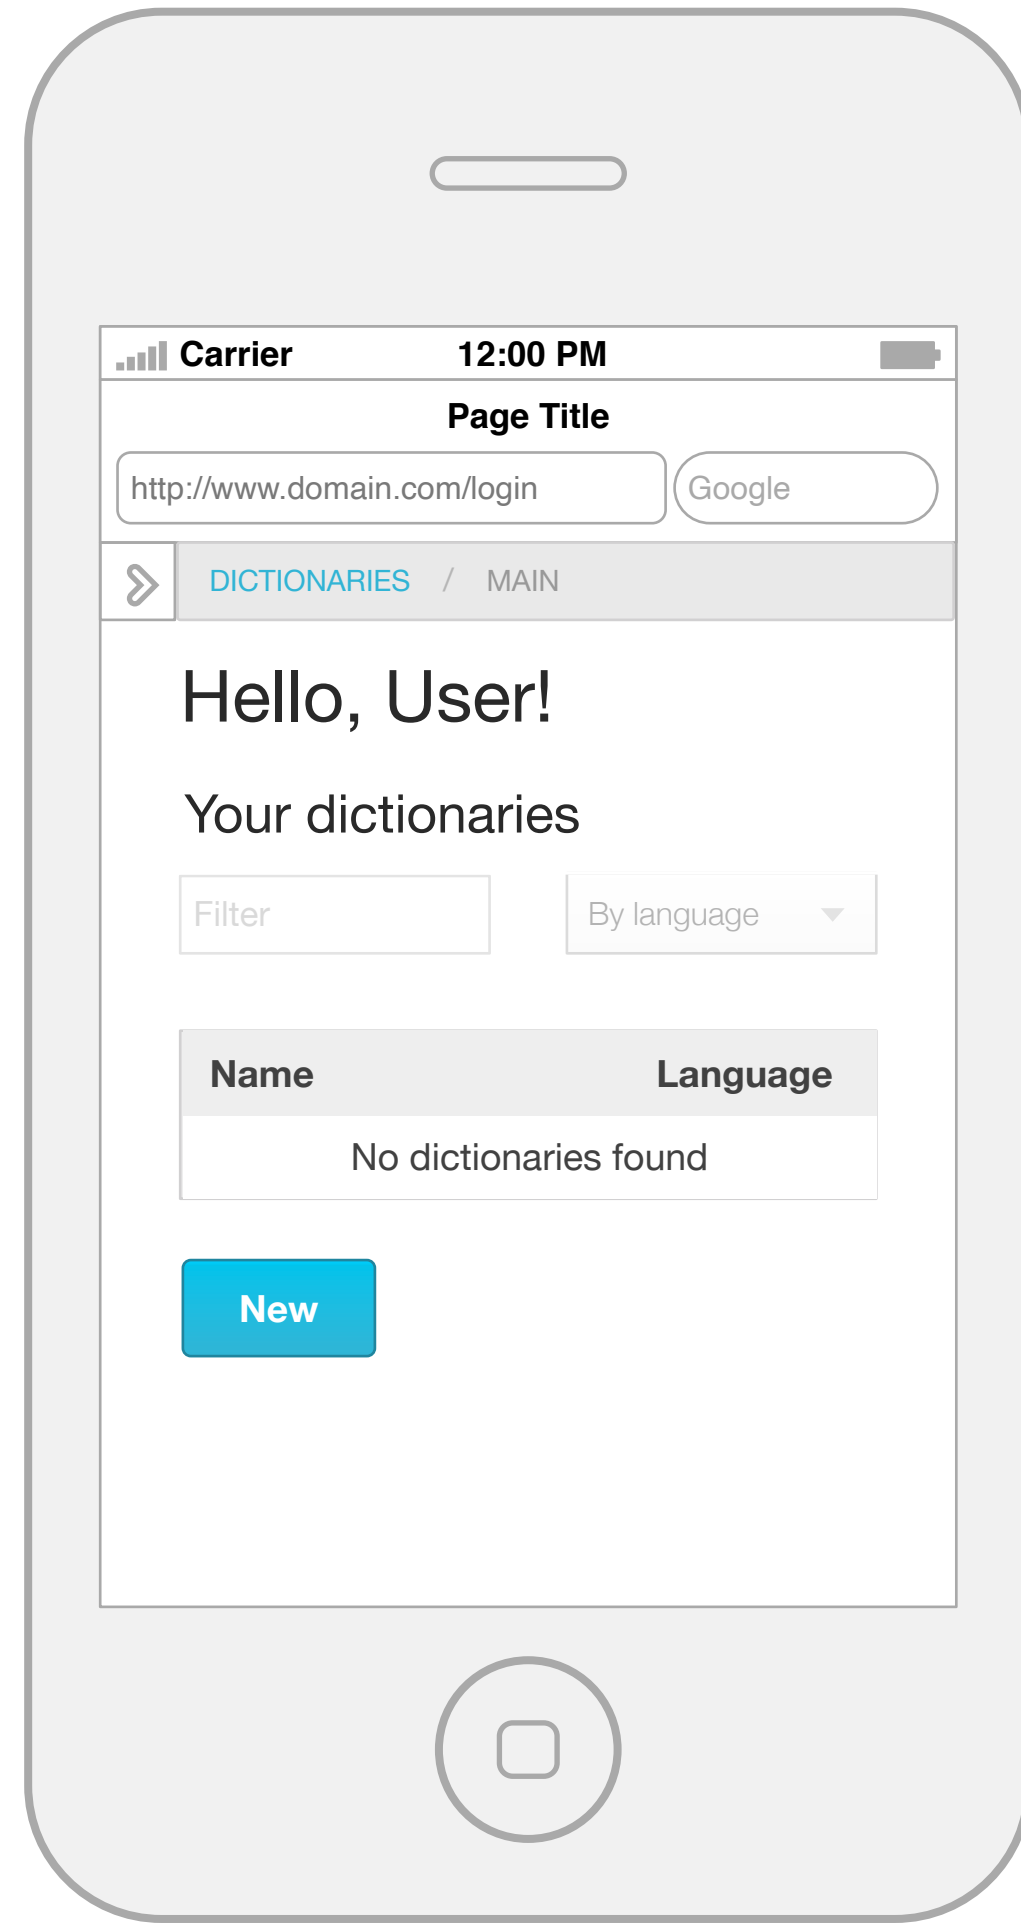 Carrier 12:00 PM
Page Title
http://www.domain.com/login Google
DICTIONARIES / MAIN
Hello, User!
Your dictionaries
Filter By language
Name Language
No dictionaries found
New